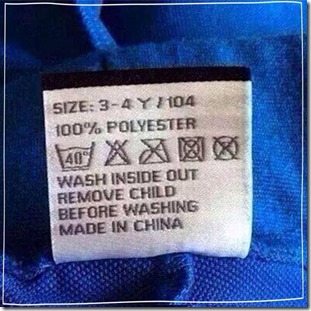 SIZE: 3-4 Y / 104
100% POLYESTER
40°
WASH INSIDE OUT
REMOVE CHILD
BEFORE WASHING
MADE IN CHINA